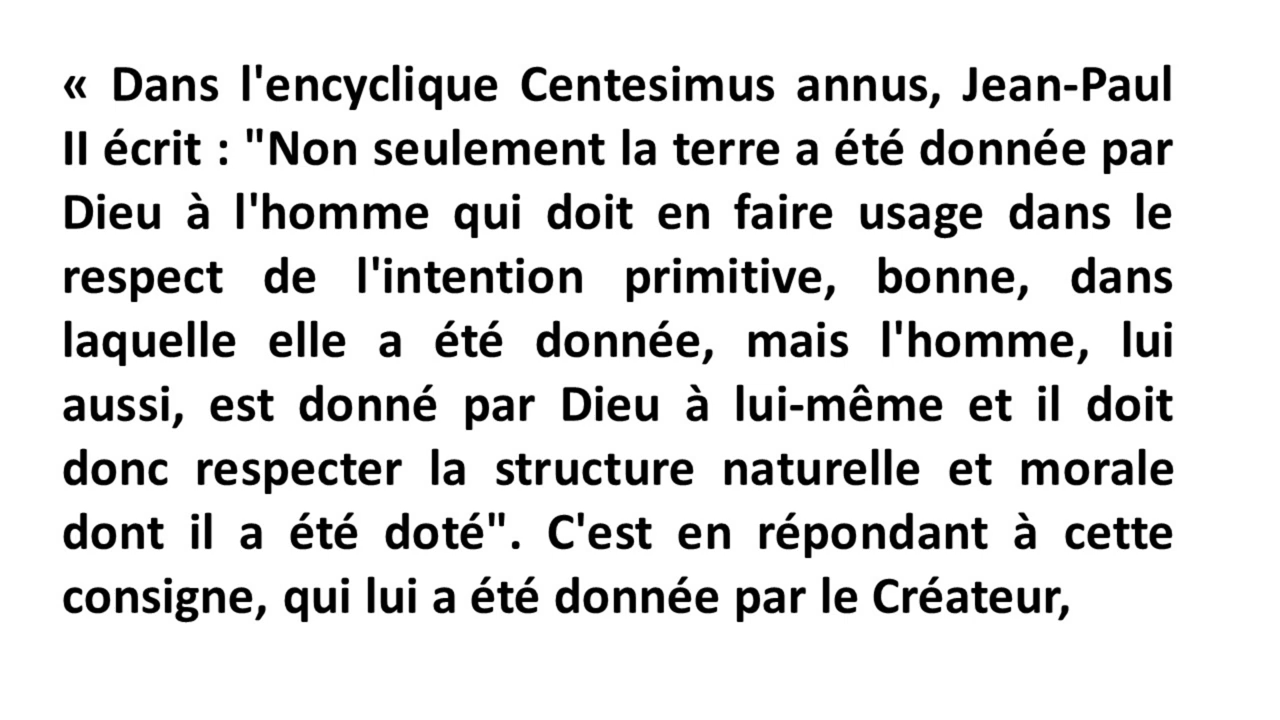 « Dans l'encyclique Centesimus annus, Jean-Paul
II écrit : "Non seulement la terre a été donnée par
Dieu à l'homme qui doit en faire usage dans le
respect de l'intention primitive, bonne, dans
laquelle elle a été donnée, mais l'homme, lui
aussi, est donné par Dieu à lui-même et il doit
donc respecter la structure naturelle et morale
dont il a été doté". C'est en répondant à cette
consigne, qui lui a été donnée par le Créateur,